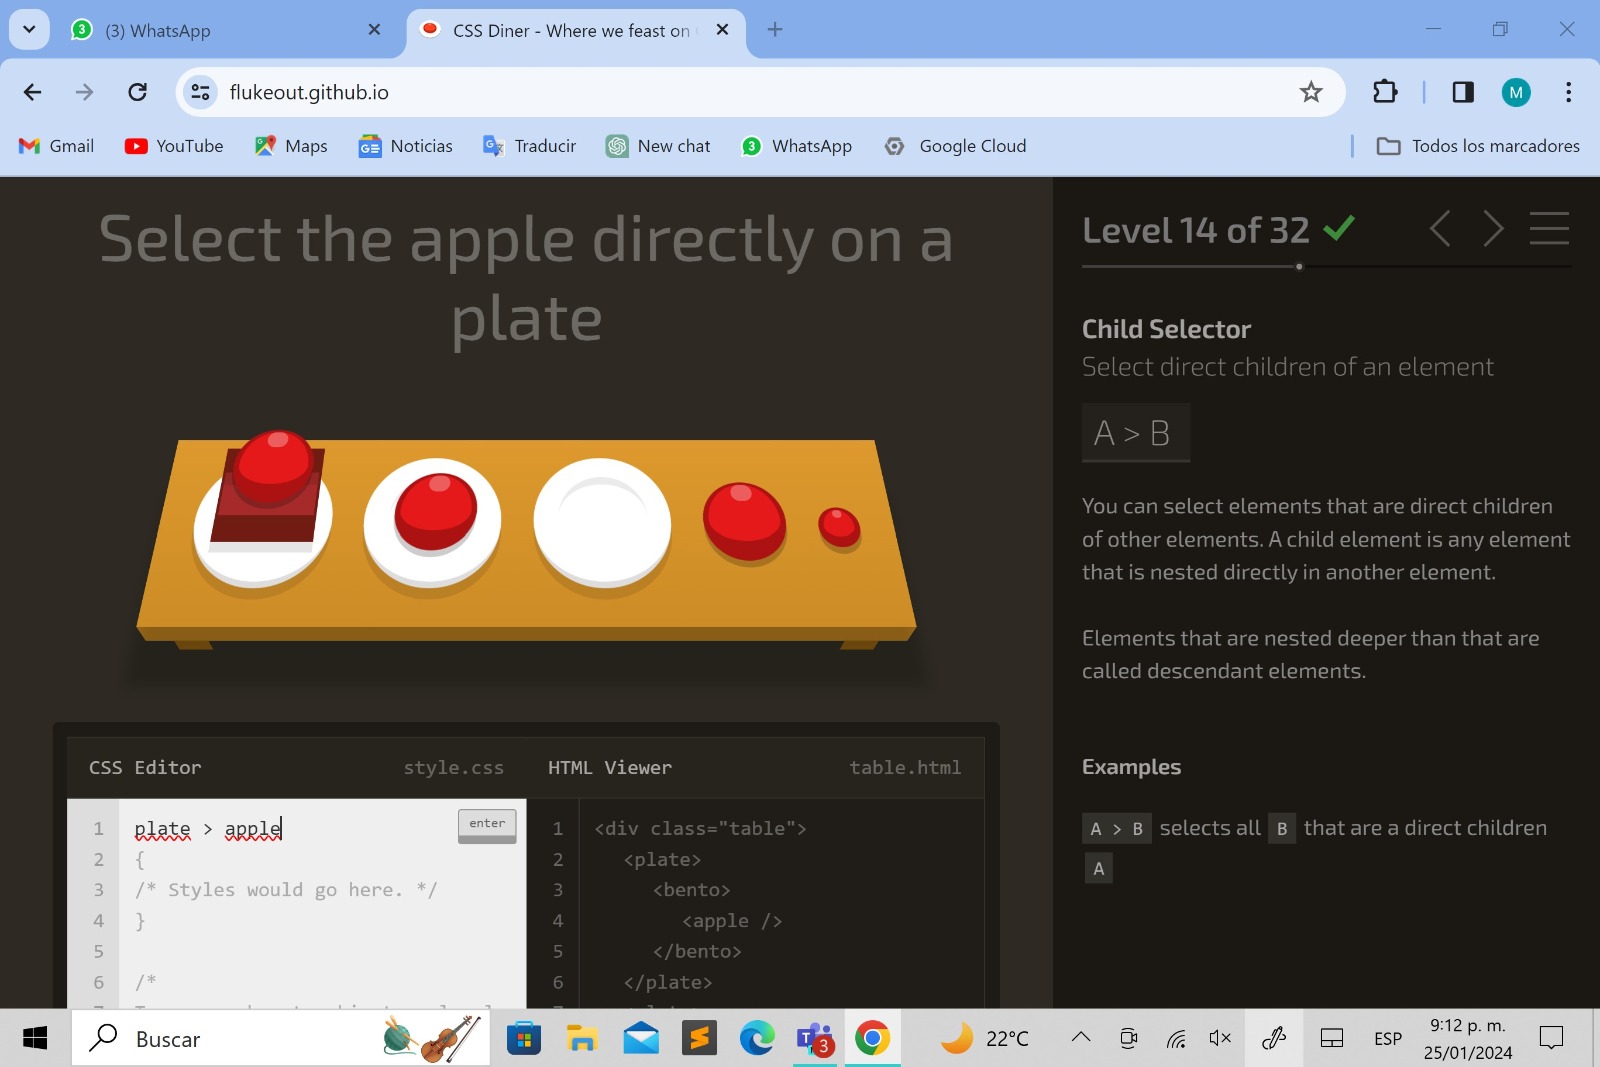 3 (3) WhatsApp
CSS Diner - Where we feast on
flukeout.github.io
M
Gmail YouTube Maps Noticias Traducir New chat 3 WhatsApp Google Cloud Todos los marcadores
Select the apple directly on a
plate
CSS Editor style.css
1 plate > apple enter
2 {
3 /* Styles would go here. */
4 }
5
6 /*
HTML Viewer table.html
1 <div class="table">
2 <plate>
3 <bento>
4 <apple />
5 </bento>
6 </plate>
Level 14 of 32
Child Selector
Select direct children of an element
A > B
You can select elements that are direct children
of other elements. A child element is any element
that is nested directly in another element.
Elements that are nested deeper than that are
called descendant elements.
Examples
A > B selects all B that are a direct children
A
Buscar
3
22°C
ESP
9:12 p. m.
25/01/2024